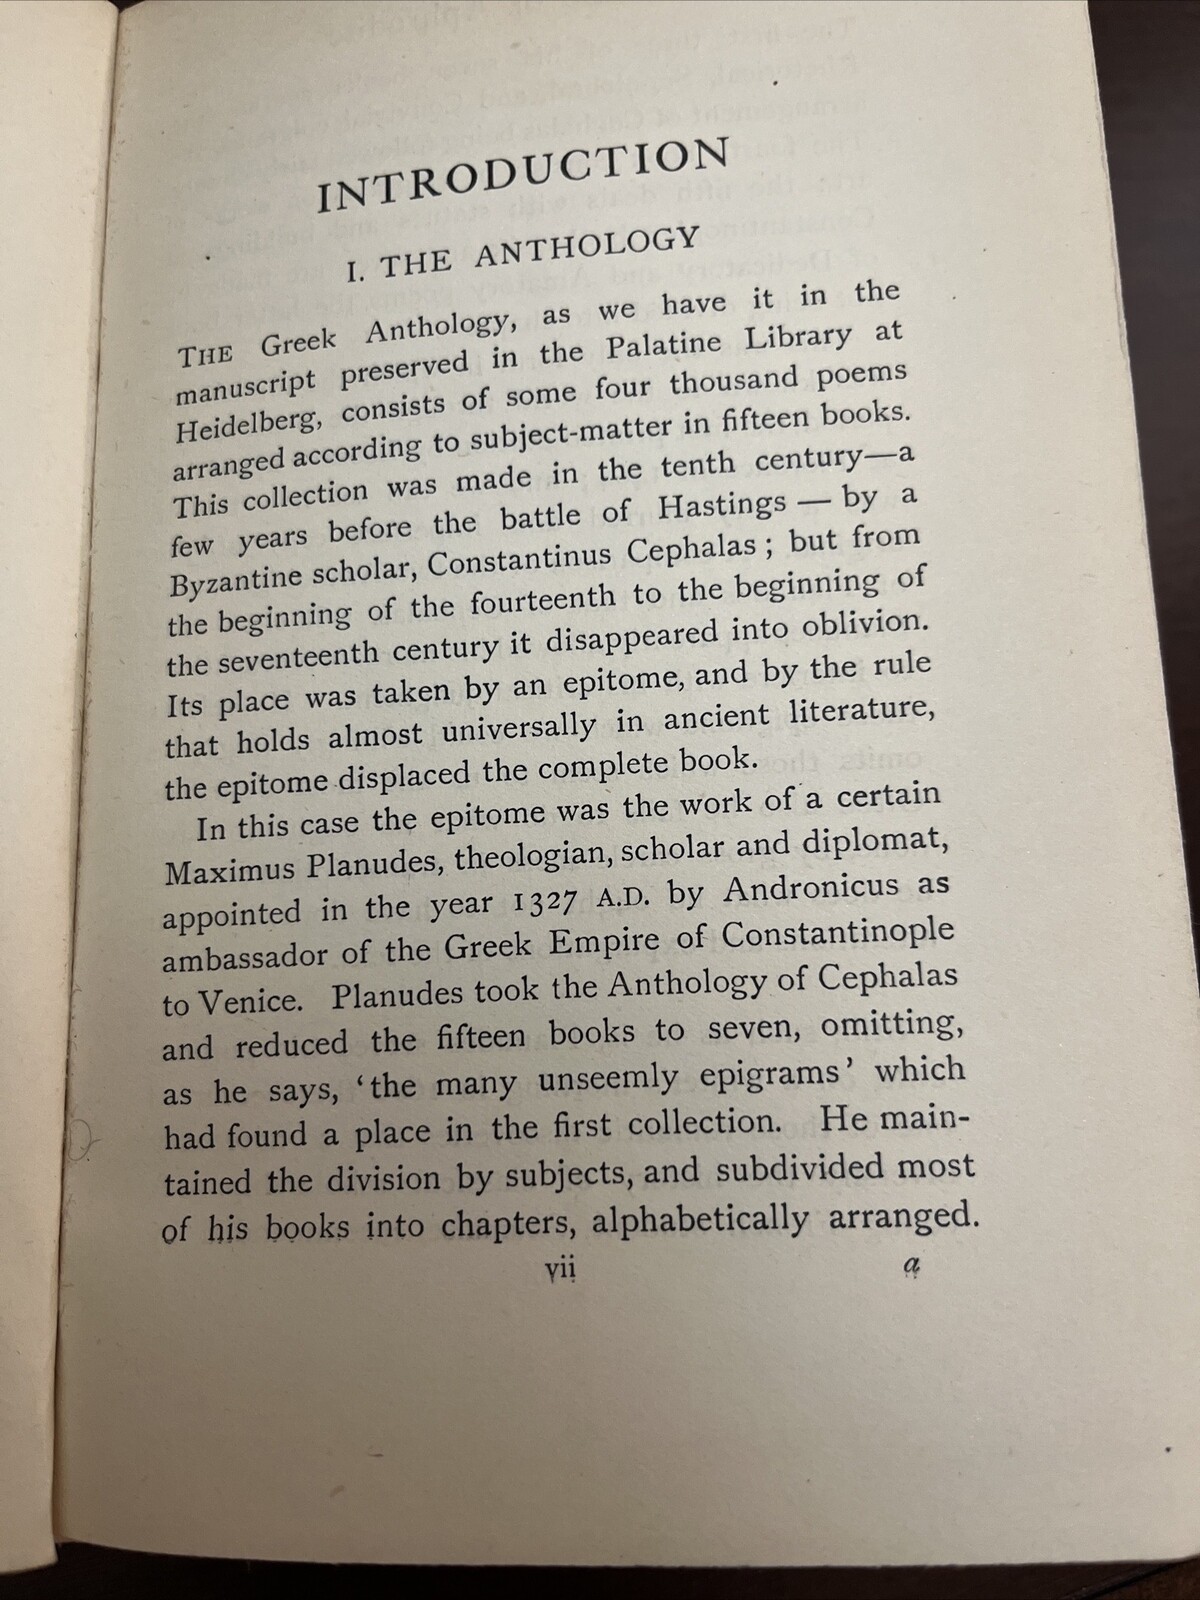 INTRODUCTION
I. THE ANTHOLOGY
THE Greek Anthology, as we have it in the
manuscript preserved in the Palatine Library at
Heidelberg, consists of some four thousand poems
arranged according to subject-matter in fifteen books.
This collection was made in the tenth century—a
few years before the battle of Hastings — by a
Byzantine scholar, Constantinus Cephalas ; but from
the beginning of the fourteenth to the beginning of
the seventeenth century it disappeared into oblivion.
Its place was taken by an epitome, and by the rule
that holds almost universally in ancient literature,
the epitome displaced the complete book.
In this case the epitome was the work of a certain
Maximus Planudes, theologian, scholar and diplomat,
appointed in the year 1327 A.D. by Andronicus as
ambassador of the Greek Empire of Constantinople
to Venice. Planudes took the Anthology of Cephalas
and reduced the fifteen books to seven, omitting,
as he says, ‘the many unseemly epigrams’ which
had found a place in the first collection. He main-
tained the division by subjects, and subdivided most
of his books into chapters, alphabetically arranged.
vii a